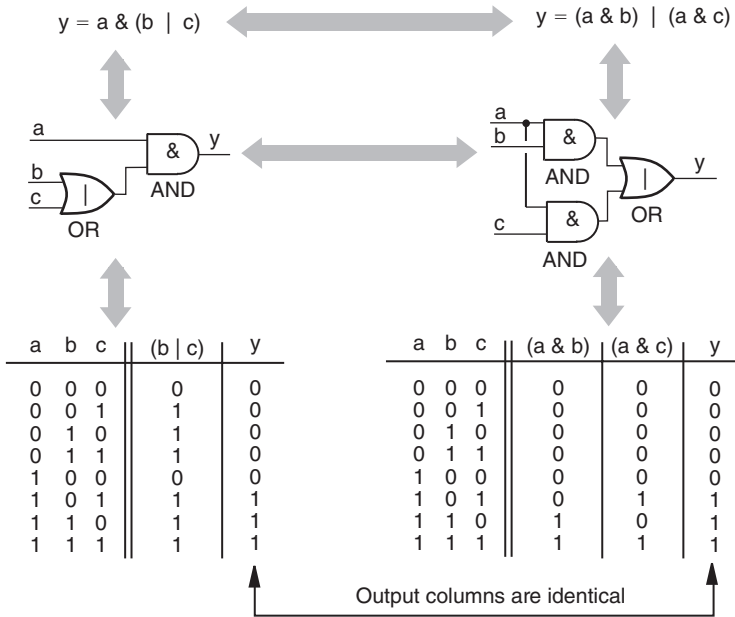 y = a & (b | c)
y = (a & b) | (a & c)
a
b
c
|
OR
&
AND
y
a
b
c
&
AND
&
AND
|
OR
y
a b c (b | c) y
0 0 0 0 0
0 0 1 1 0
0 1 0 1 0
0 1 1 1 0
1 0 0 0 0
1 0 1 1 1
1 1 0 1 1
1 1 1 1 1
a b c (a & b) (a & c) y
0 0 0 0 0 0
0 0 1 0 0 0
0 1 0 0 0 0
0 1 1 0 0 0
1 0 0 0 0 0
1 0 1 0 1 1
1 1 0 1 0 1
1 1 1 1 1 1
Output columns are identical